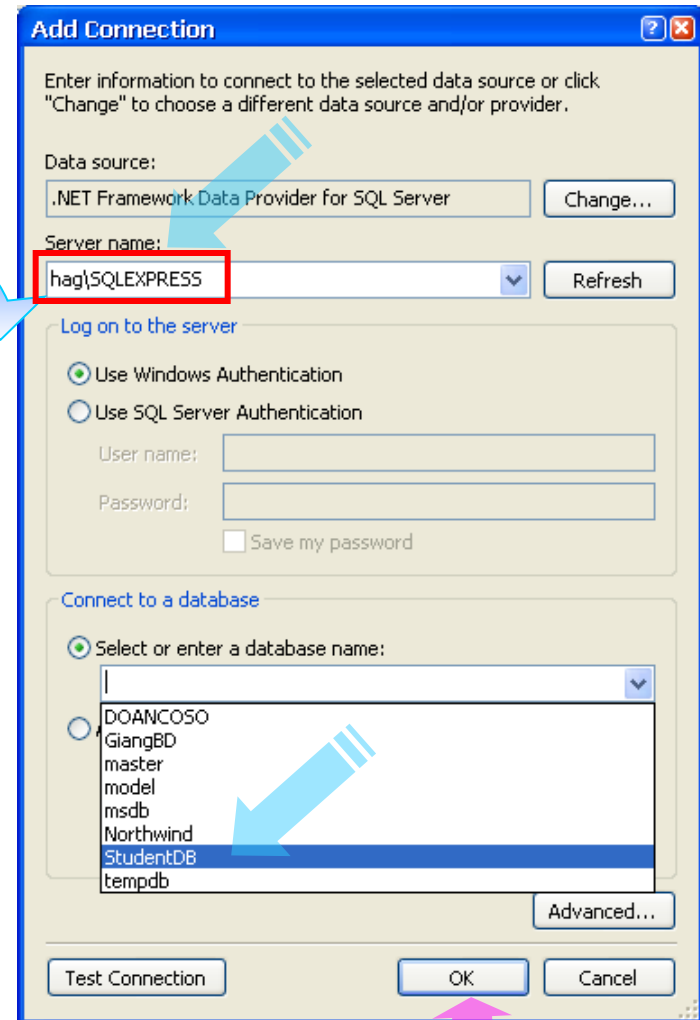 Add Connection
Enter information to connect to the selected data source or click
"Change" to choose a different data source and/or provider.
Data source:
.NET Framework Data Provider for SQL Server
Change...
Server name:
hag\SQLEXPRESS
Refresh
Log on to the server
Use Windows Authentication
Use SQL Server Authentication
User name:
Password:
Save my password
Connect to a database
Select or enter a database name:
DOANCOSO
GiangBD
master
model
msdb
Northwind
StudentDB
tempdb
Advanced...
Test Connection
OK
Cancel